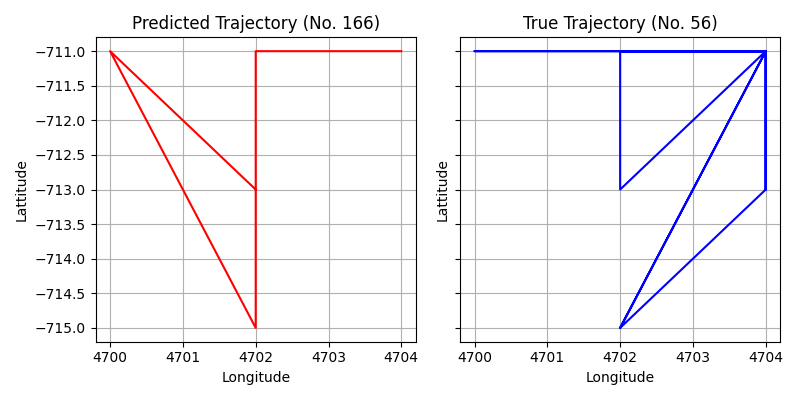 Predicted Trajectory (No. 166)
True Trajectory (No. 56)
−711.0
−711.5
−712.0
−712.5
−713.0
−713.5
−714.0
−714.5
−715.0
Lattitude
Lattitude
4700 4701 4702 4703 4704
4700 4701 4702 4703 4704
Longitude
Longitude